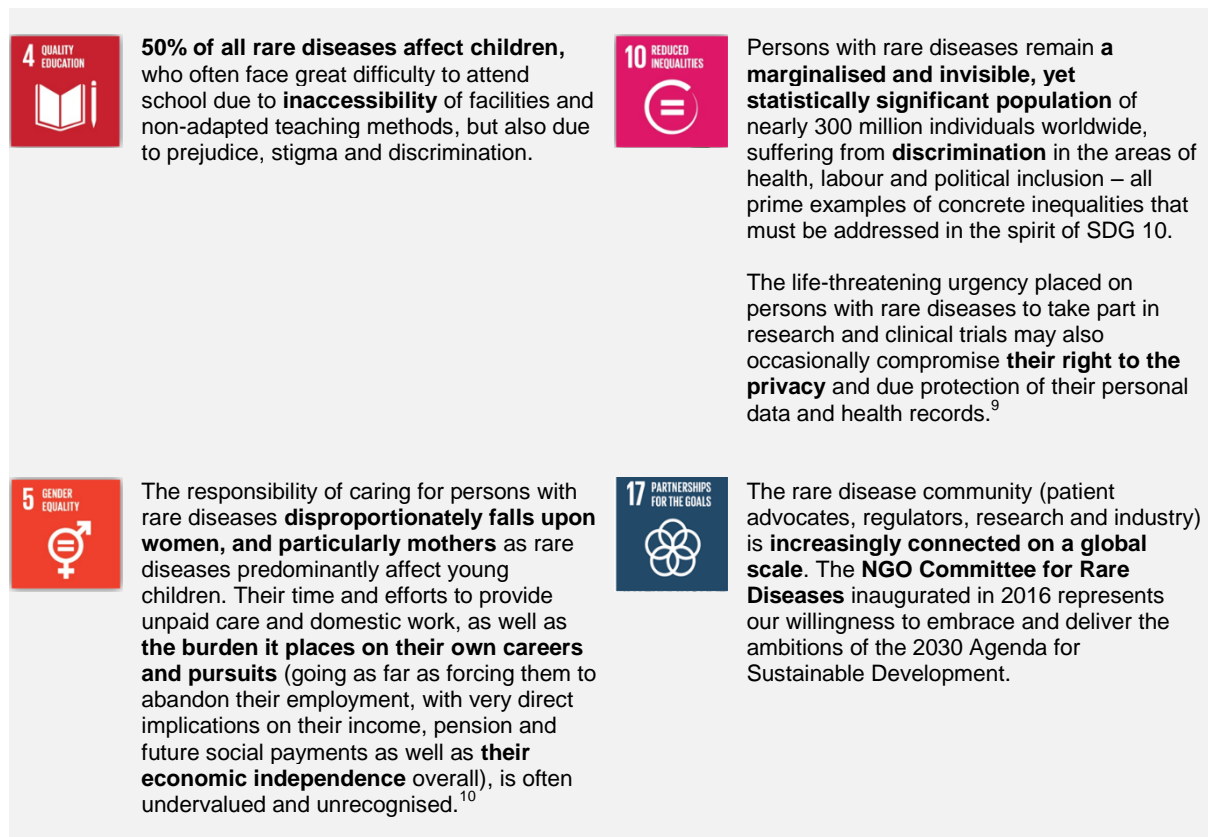 4 QUALITY
EDUCATION
50% of all rare diseases affect children,
who often face great difficulty to attend
school due to inaccessibility of facilities and
non-adapted teaching methods, but also due
to prejudice, stigma and discrimination.
10 REDUCED
INEQUALITIES
Persons with rare diseases remain a
marginalised and invisible, yet
statistically significant population of
nearly 300 million individuals worldwide,
suffering from discrimination in the areas of
health, labour and political inclusion – all
prime examples of concrete inequalities that
must be addressed in the spirit of SDG 10.
The life-threatening urgency placed on
persons with rare diseases to take part in
research and clinical trials may also
occasionally compromise their right to the
privacy and due protection of their personal
data and health records.9
5 GENDER
EQUALITY
The responsibility of caring for persons with
rare diseases disproportionately falls upon
women, and particularly mothers as rare
diseases predominantly affect young
children. Their time and efforts to provide
unpaid care and domestic work, as well as
the burden it places on their own careers
and pursuits (going as far as forcing them to
abandon their employment, with very direct
implications on their income, pension and
future social payments as well as their
economic independence overall), is often
undervalued and unrecognised.10
17 PARTNERSHIPS
FOR THE GOALS
The rare disease community (patient
advocates, regulators, research and industry)
is increasingly connected on a global
scale. The NGO Committee for Rare
Diseases inaugurated in 2016 represents
our willingness to embrace and deliver the
ambitions of the 2030 Agenda for
Sustainable Development.